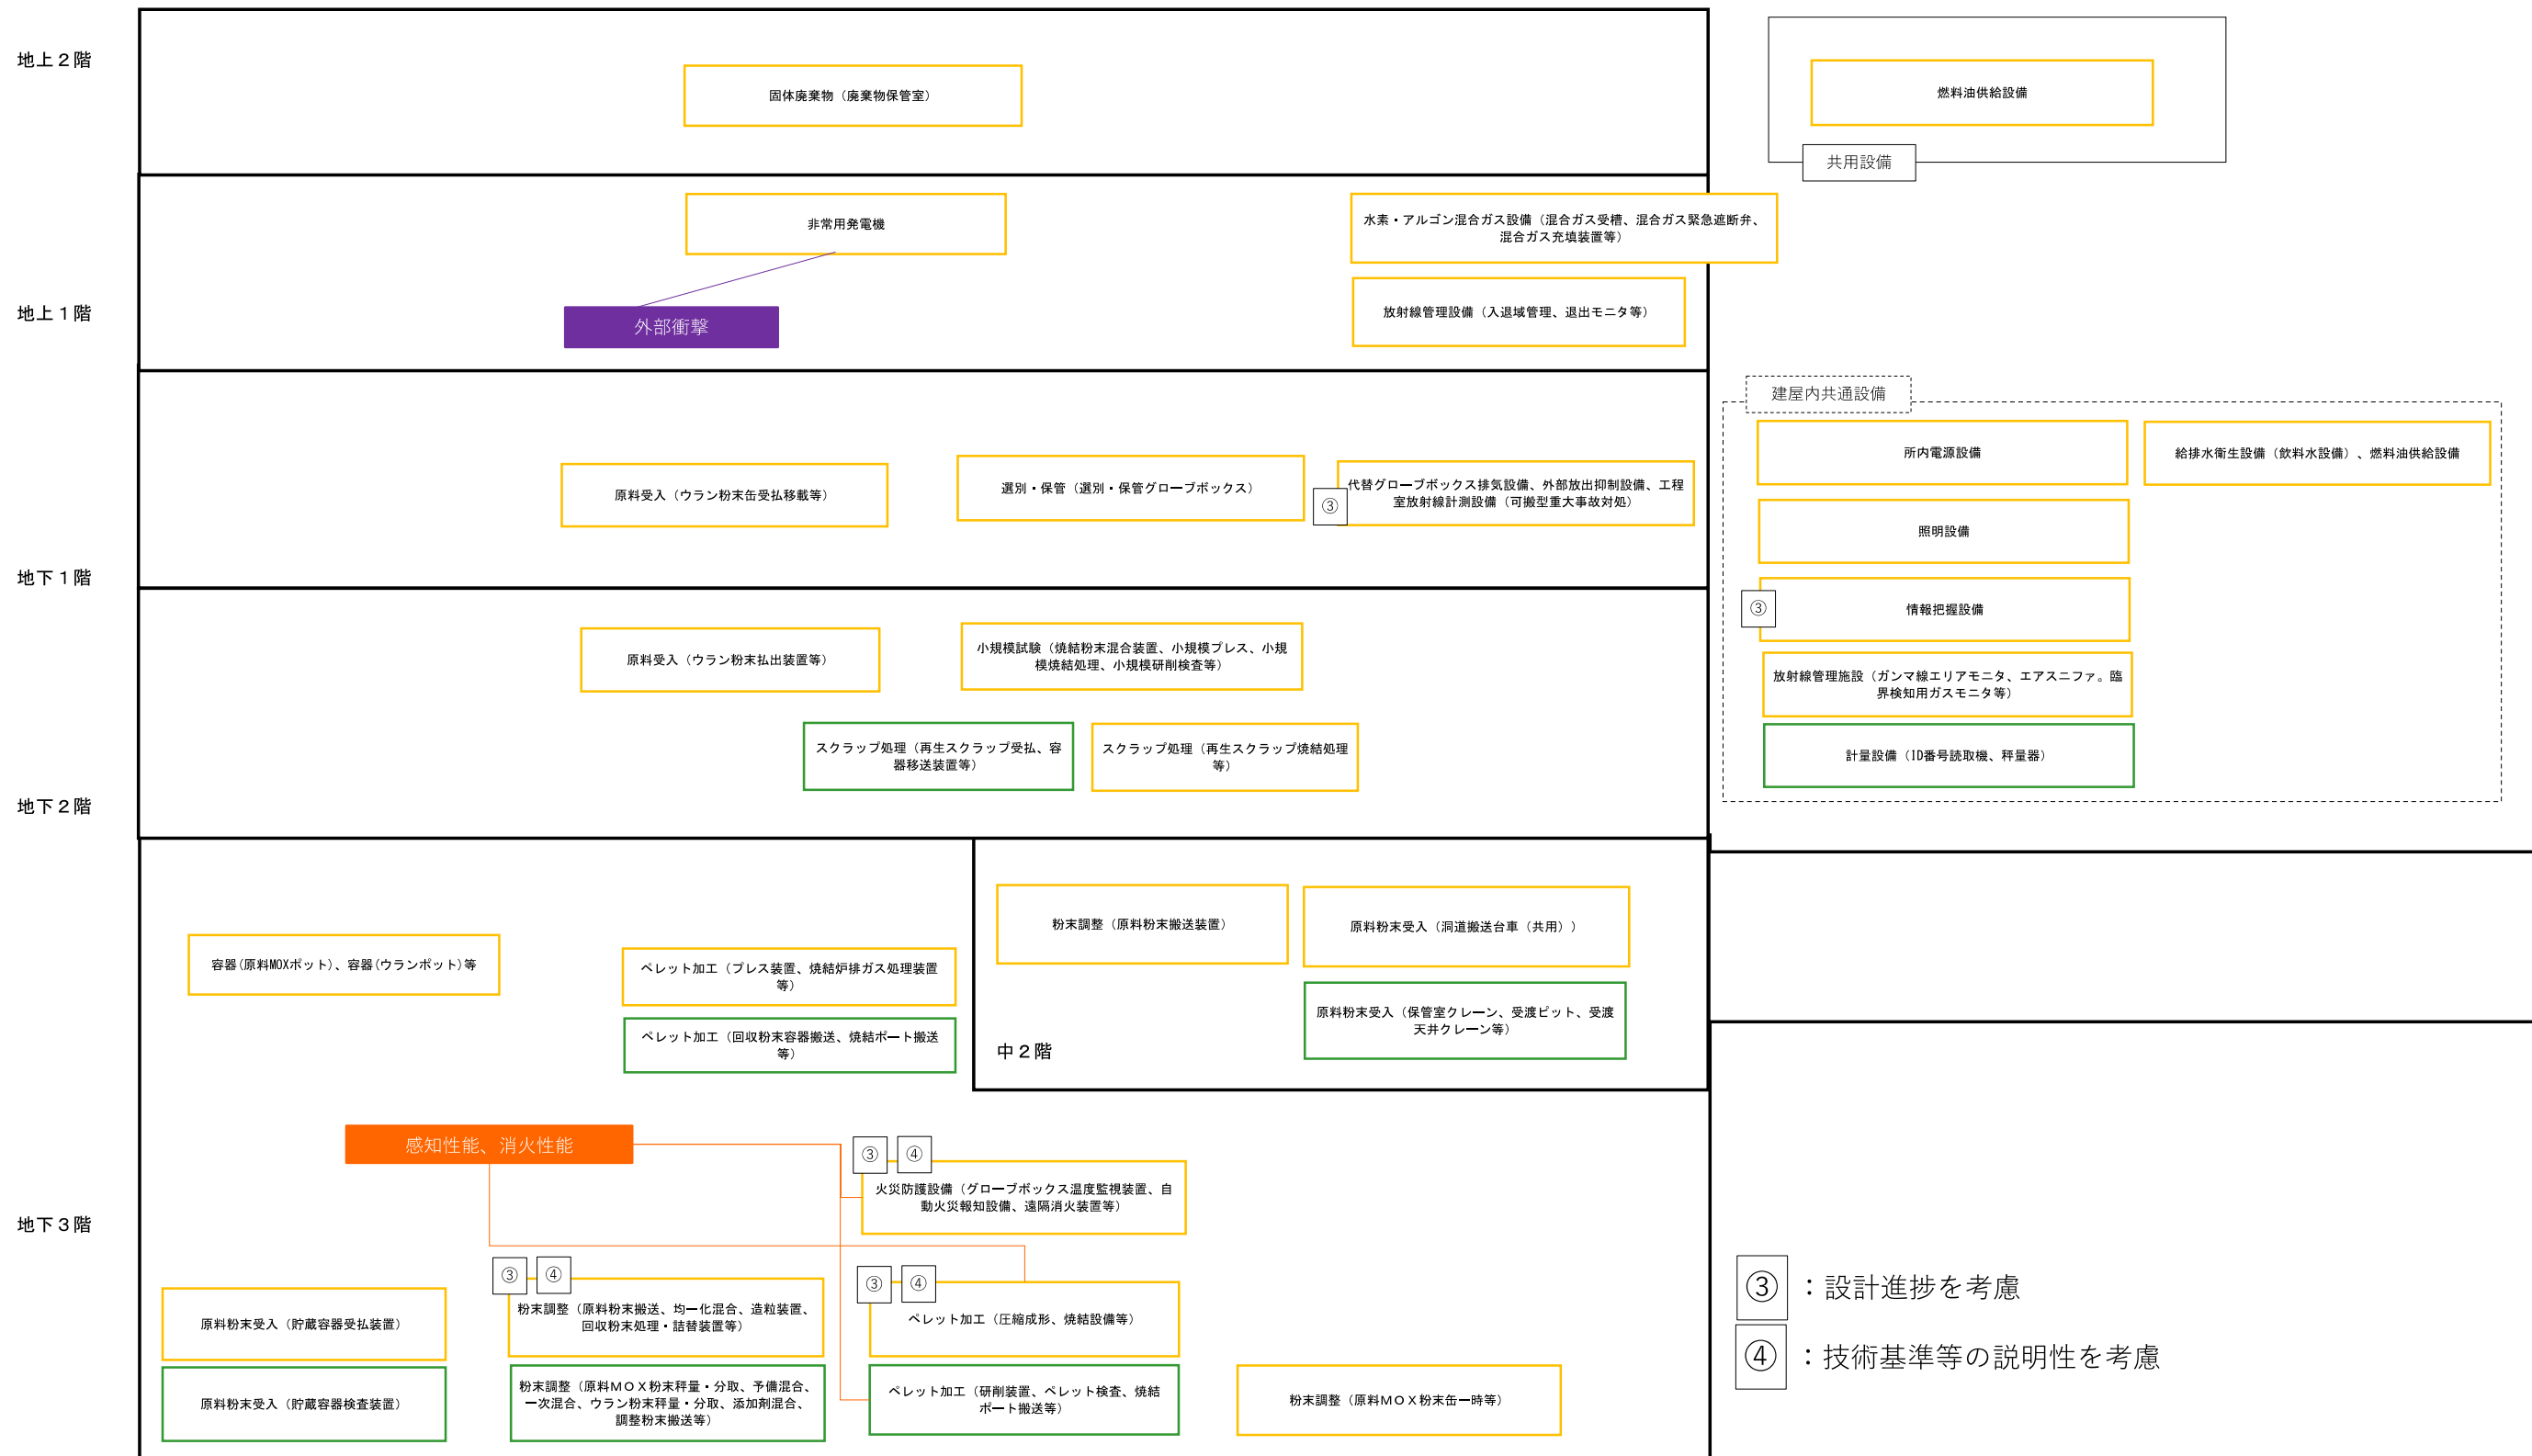 地上２階
固体廃棄物（廃棄物保管室）
燃料油供給設備
共用設備
地上１階
非常用発電機
外部衝撃
水素・アルゴン混合ガス設備（混合ガス受槽、混合ガス緊急遮断弁、
混合ガス充填装置等）
放射線管理設備（入退域管理、退出モニタ等）
地下１階
原料受入（ウラン粉末缶受払移載等）
選別・保管（選別・保管グローブボックス）
③
代替グローブボックス排気設備、外部放出抑制設備、工程
室放射線計測設備（可搬型重大事故対処）
建屋内共通設備
所内電源設備
給排水衛生設備（飲料水設備）、燃料油供給設備
照明設備
③
情報把握設備
放射線管理施設（ガンマ線エリアモニタ、エアスニファ。臨
界検知用ガスモニタ等）
計量設備（ID番号読取機、秤量器）
地下２階
原料受入（ウラン粉末払出装置等）
小規模試験（焼結粉末混合装置、小規模プレス、小規
模焼結処理、小規模研削検査等）
スクラップ処理（再生スクラップ受払、容
器移送装置等）
スクラップ処理（再生スクラップ焼結処理
等）
容器(原料MOXポット)、容器(ウランポット)等
ペレット加工（プレス装置、焼結炉排ガス処理装置
等）
ペレット加工（回収粉末容器搬送、焼結ボート搬送
等）
粉末調整（原料粉末搬送装置）
原料粉末受入（洞道搬送台車（共用））
原料粉末受入（保管室クレーン、受渡ピット、受渡
天井クレーン等）
中２階
地下３階
感知性能、消火性能
③
④
火災防護設備（グローブボックス温度監視装置、自
動火災報知設備、遠隔消火装置等）
原料粉末受入（貯蔵容器受払装置）
③
④
粉末調整（原料粉末搬送、均一化混合、造粒装置、
回収粉末処理・詰替装置等）
③
④
ペレット加工（圧縮成形、焼結設備等）
原料粉末受入（貯蔵容器検査装置）
粉末調整（原料ＭＯＸ粉末秤量・分取、予備混合、
一次混合、ウラン粉末秤量・分取、添加剤混合、
調整粉末搬送等）
ペレット加工（研削装置、ペレット検査、焼結
ボート搬送等）
粉末調整（原料ＭＯＸ粉末缶一時等）
③：設計進捗を考慮
④：技術基準等の説明性を考慮